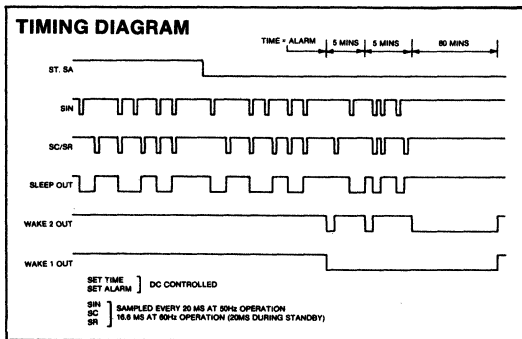 TIMING DIAGRAM
TIME = ALARM
5 MINS
5 MINS
80 MINS
ST. SA
SIN
SC/SR
SLEEP OUT
WAKE 2 OUT
WAKE 1 OUT
SET TIME
SET ALARM
DC CONTROLLED
SIN
SC
SR
SAMPLED EVERY 20 MS AT 50Hz OPERATION
16.6 MS AT 60Hz OPERATION (20MS DURING STANDBY)